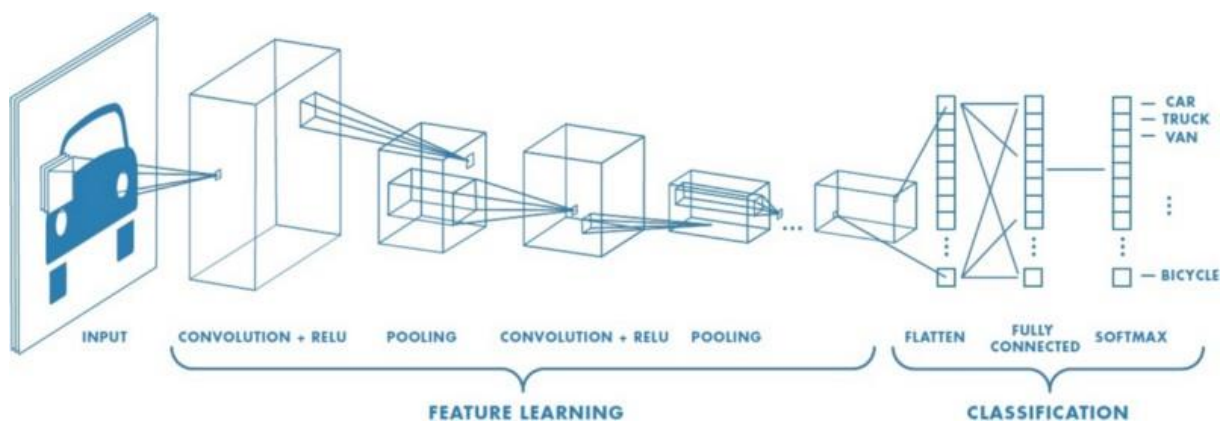 CAR
TRUCK
VAN
BICYCLE
INPUT
CONVOLUTION + RELU
POOLING
CONVOLUTION + RELU
POOLING
FLATTEN
FULLY
CONNECTED
SOFTMAX
FEATURE LEARNING
CLASSIFICATION